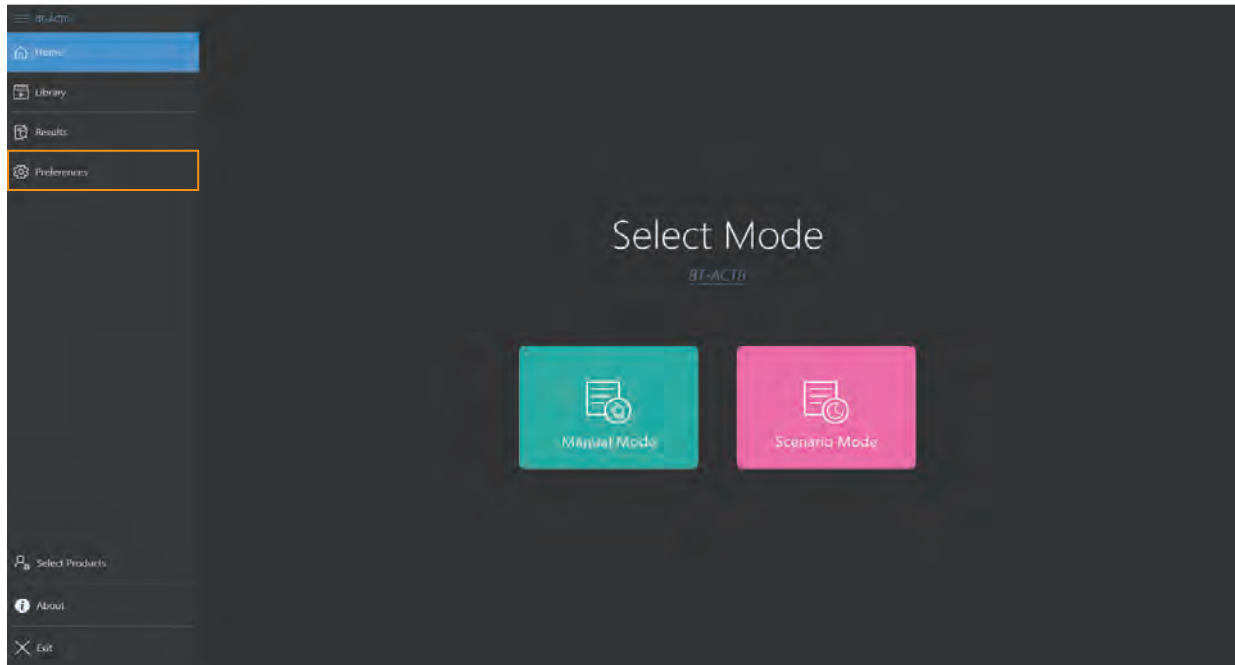 BT-ACTB
Home
Library
Results
Preferences
Select Mode
BT-ACTB
Manual Mode
Scenario Mode
Select Products
About
Exit